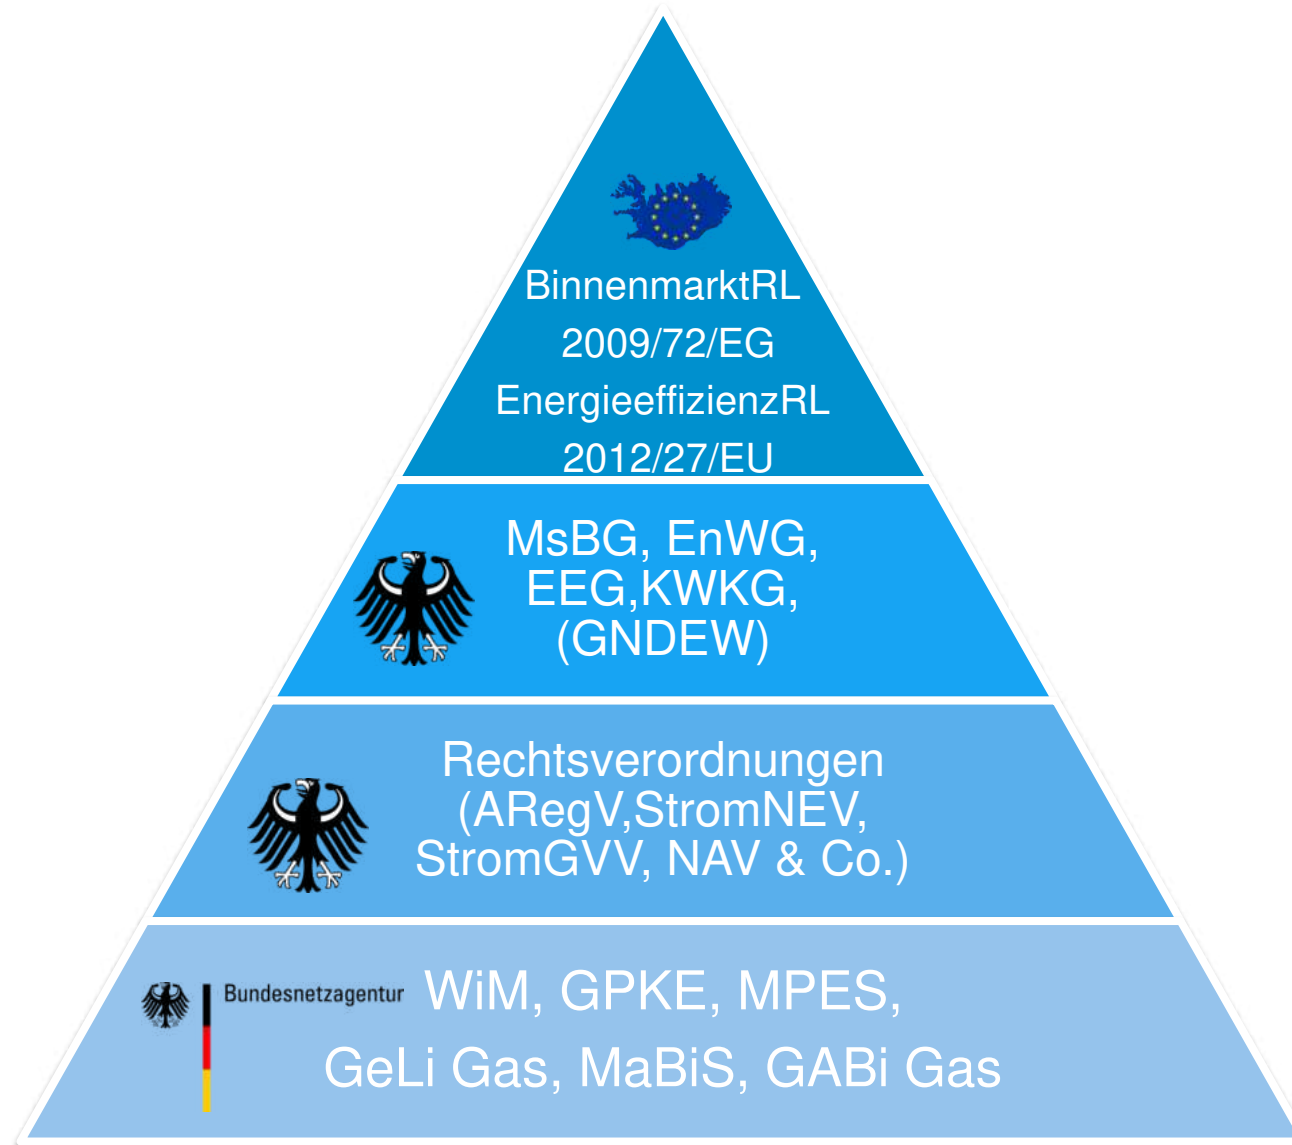 BinnenmarktRL
2009/72/EG
EnergieeffizienzRL
2012/27/EU
MsBG, EnWG,
EEG,KWKG,
(GNDEW)
Rechtsverordnungen
(ARegV,StromNEV,
StromGVV, NAV & Co.)
Bundesnetzagentur
WiM, GPKE, MPES,
GeLi Gas, MaBiS, GABi Gas